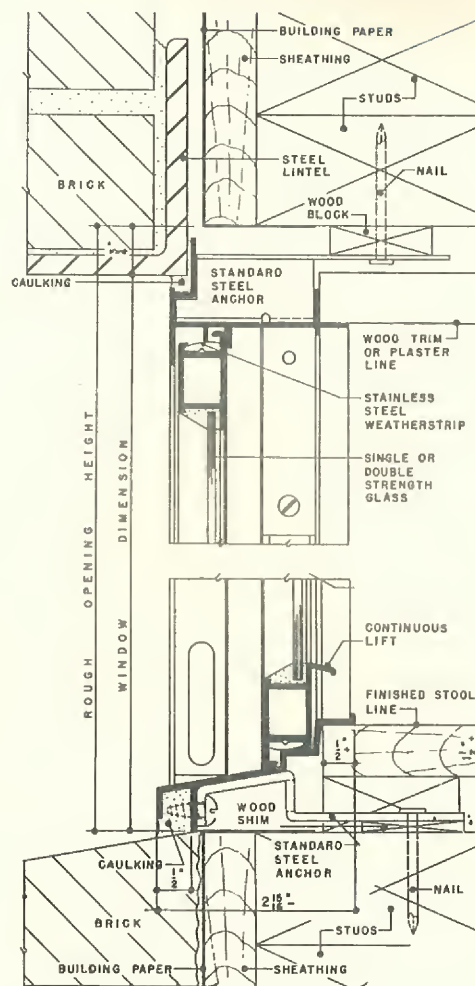 BUILDING PAPER
SHEATHING
STUDS
STEEL
LINTEL
NAIL
BRICK
WOOD
BLOCK
CAULKING
STANDARD
STEEL
ANCHOR
WOOD TRIM
OR PLASTER
LINE
STAINLESS
STEEL
WEATHERSTRIP
SINGLE OR
DOUBLE
STRENGTH
GLASS
ROUGH OPENING HEIGHT
WINDOW DIMENSION
CONTINUOUS
LIFT
FINISHED STOOL
LINE
1/2"
WOOD
SHIM
CAULKING
1/2"
STANDARD
STEEL
ANCHOR
2 15/16"
NAIL
BRICK
STUDS
BUILDING PAPER
SHEATHING